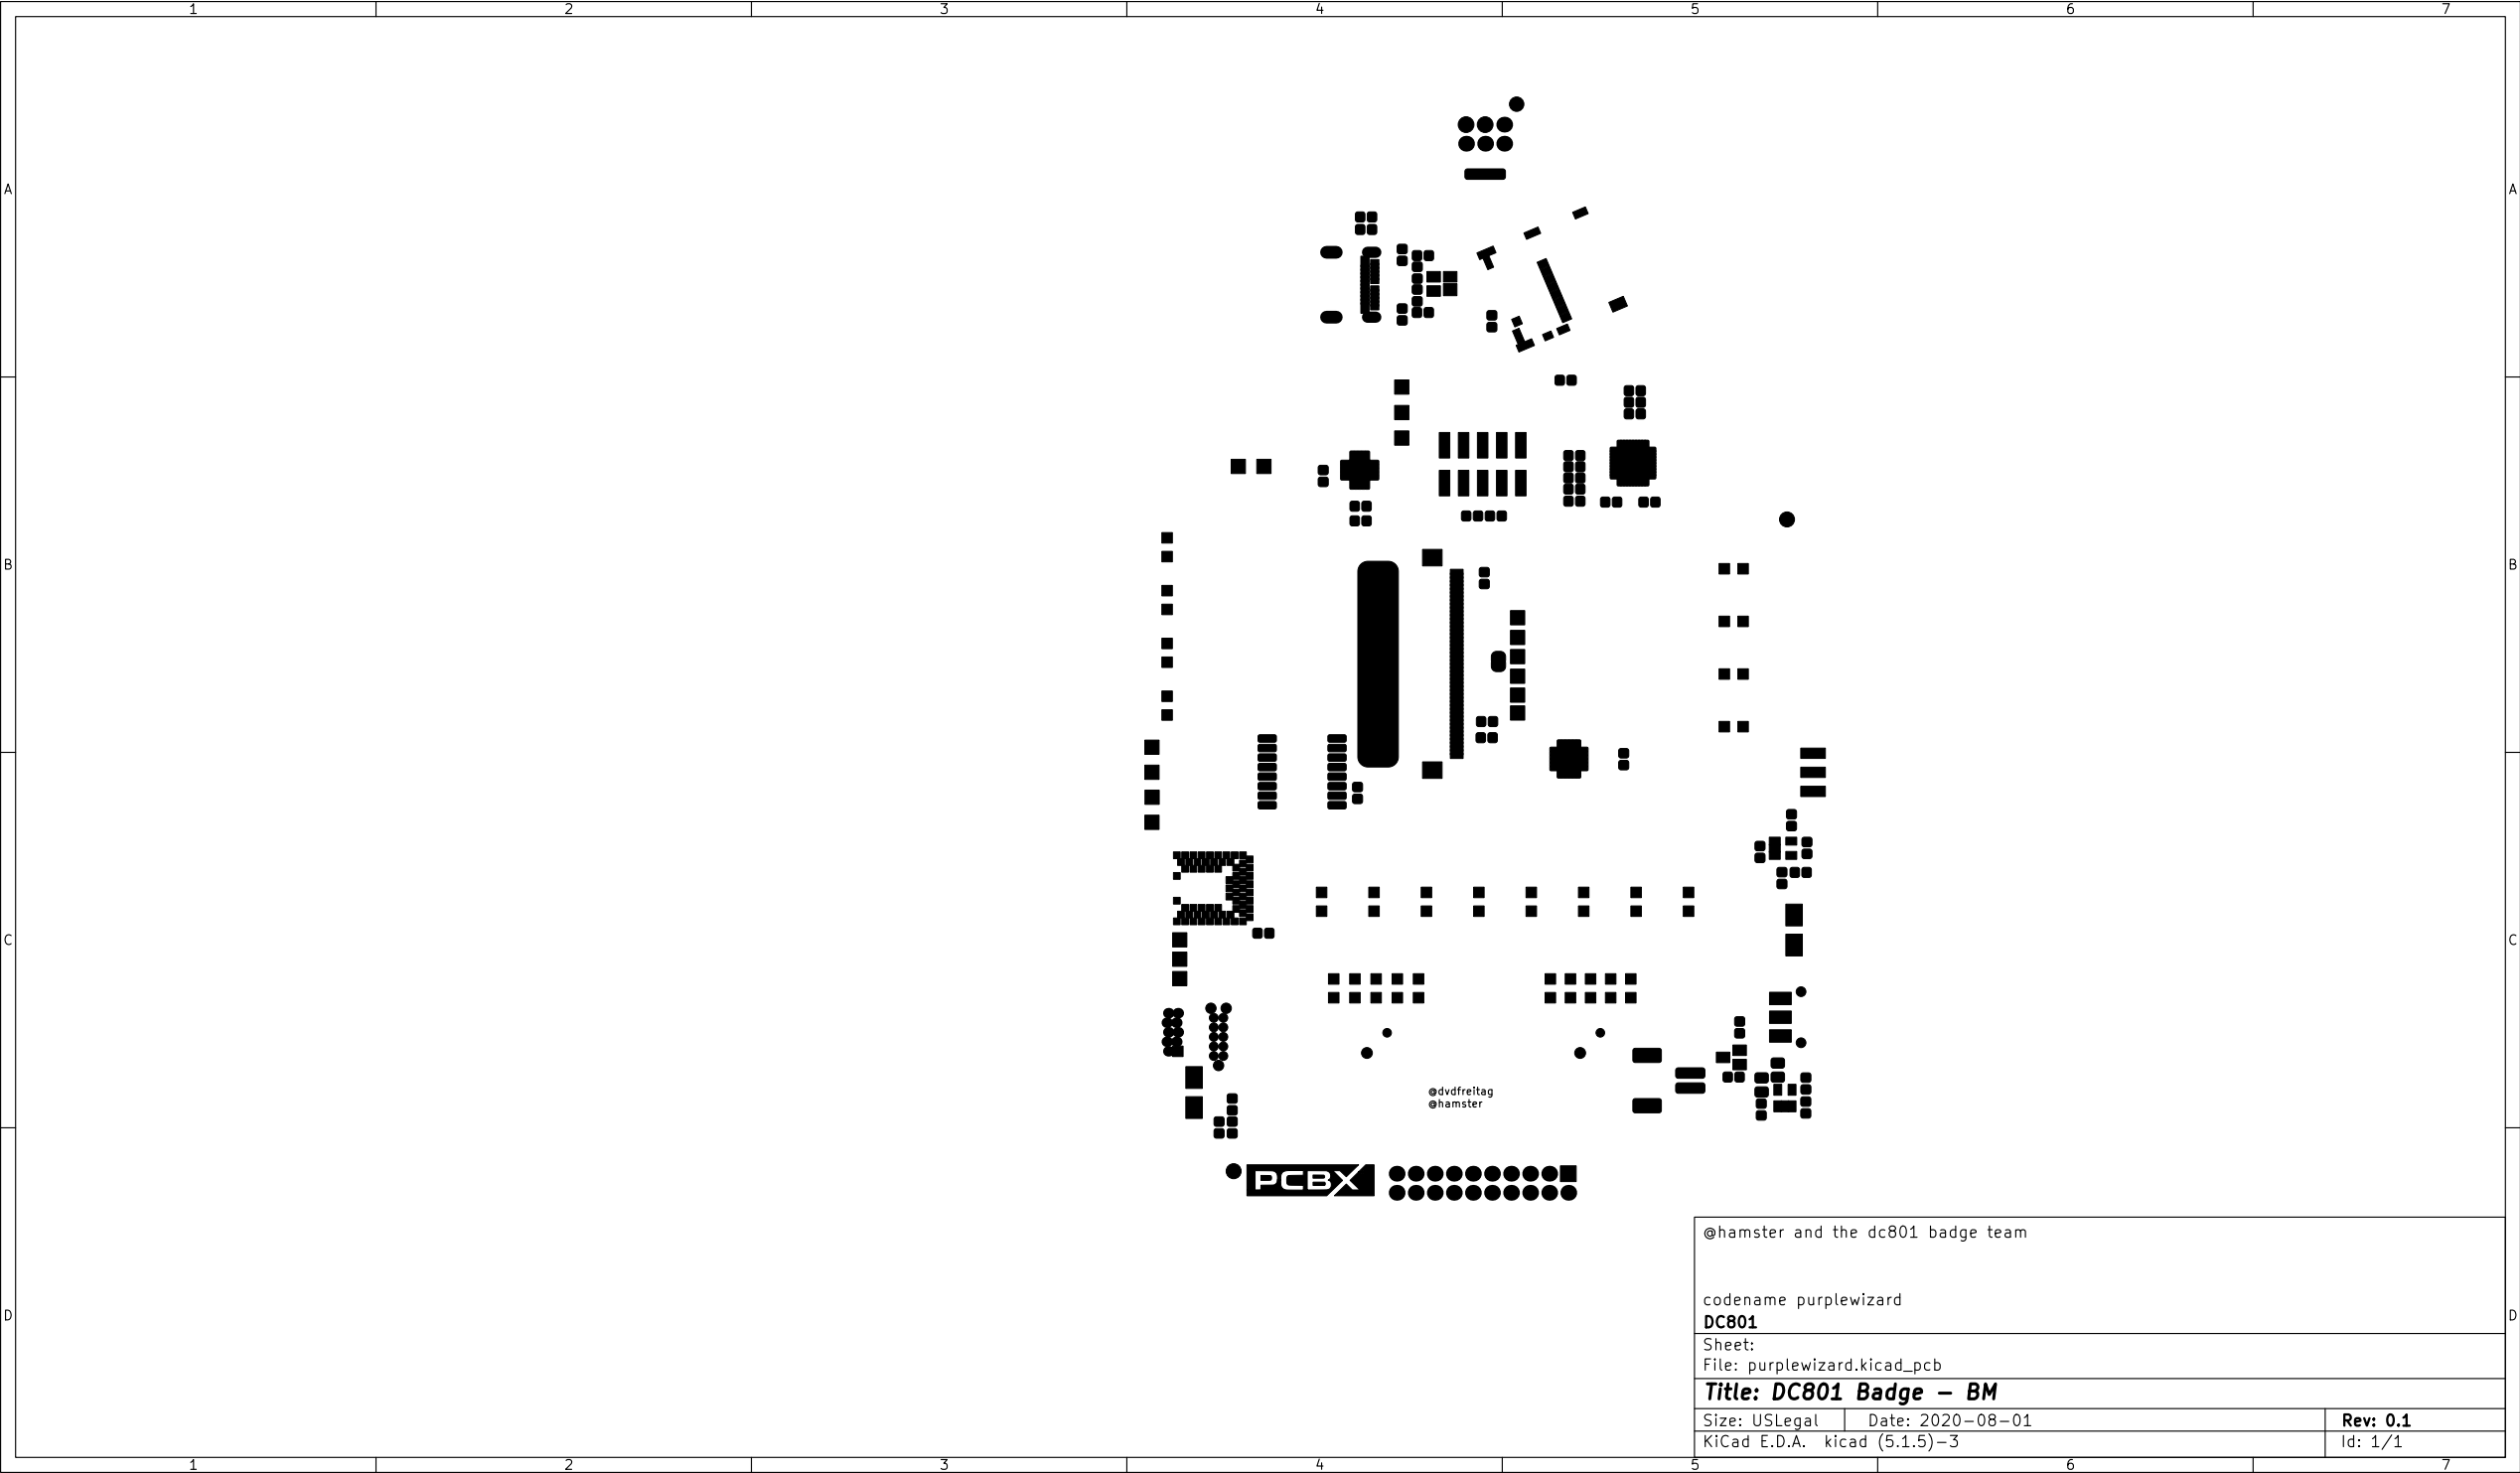 1 2 3 4 5 6 7
A A
B B
@dvdfreitag
@hamster
C C
PCBX
@hamster and the dc801 badge team
codename purplewizard
DC801
D D
Sheet:
File: purplewizard.kicad_pcb
Title: DC801 Badge – BM
Size: USLegal Date: 2020-08-01 Rev: 0.1
KiCad E.D.A. kicad (5.1.5)-3 Id: 1/1
1 2 3 4 5 6 7